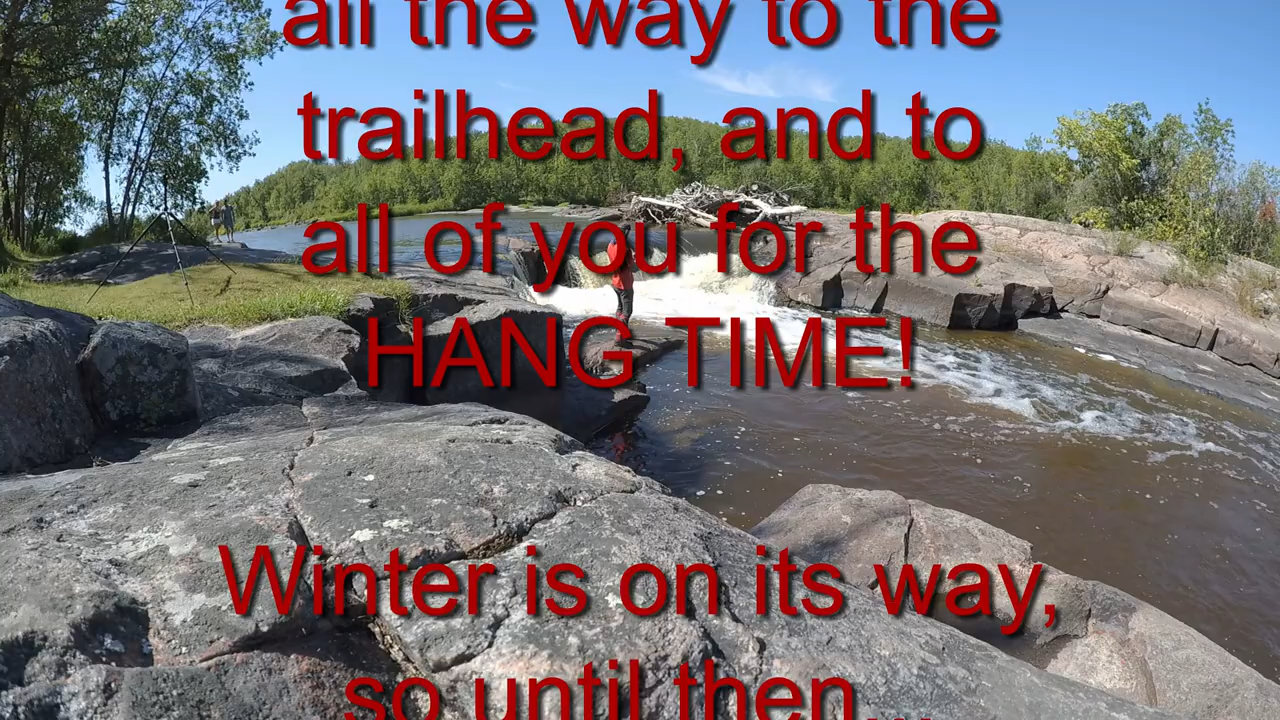 all the way to the
trailhead, and to
all of you for the
HANG TIME!
Winter is on its way,
so until then...